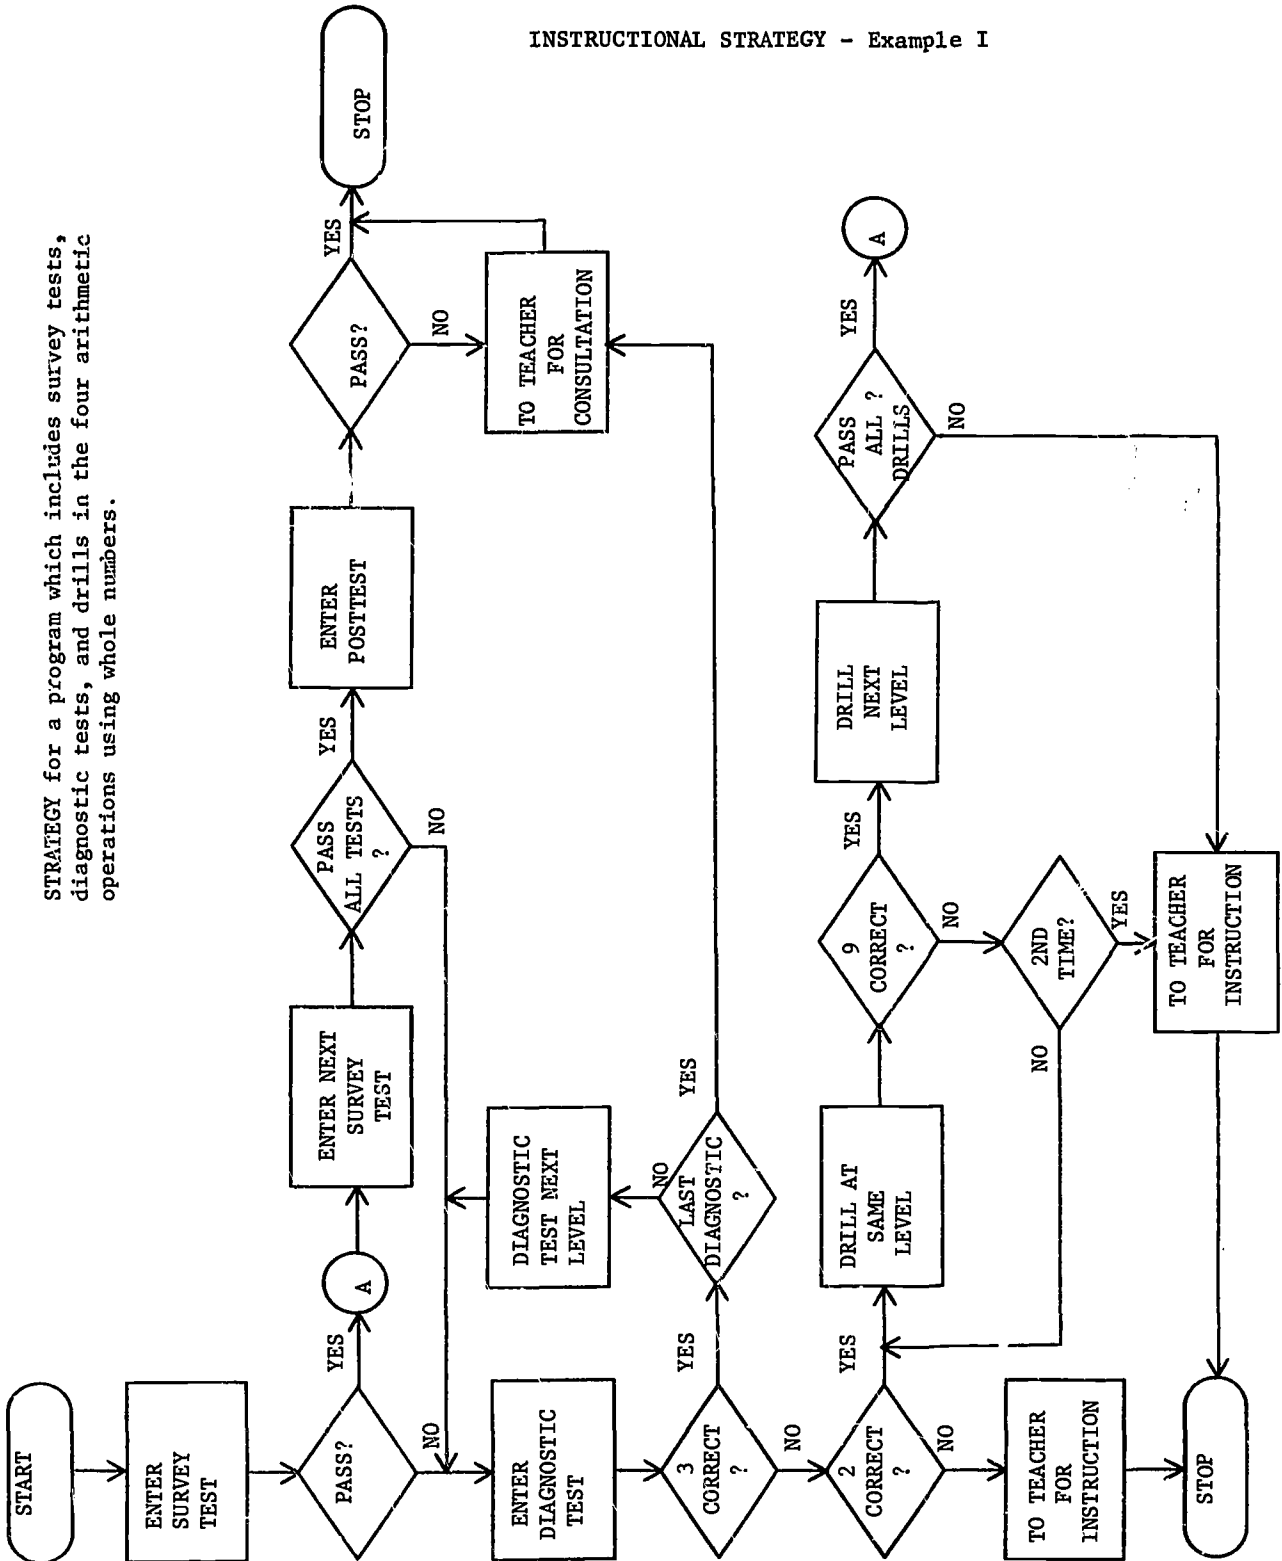 INSTRUCTIONAL STRATEGY - Example I
STRATEGY for a program which includes survey tests,
diagnostic tests, and drills in the four arithmetic
operations using whole numbers.
START
ENTER
SURVEY
TEST
PASS?
YES
NO
A
ENTER NEXT
SURVEY
TEST
PASS
ALL TESTS
?
YES
NO
ENTER
POSTTEST
PASS?
YES
NO
STOP
TO TEACHER
FOR
CONSULTATION
ENTER
DIAGNOSTIC
TEST
DIAGNOSTIC
TEST NEXT
LEVEL
3
CORRECT
?
YES
NO
LAST
DIAGNOSTIC
?
NO
YES
2
CORRECT
?
YES
NO
DRILL AT
SAME
LEVEL
9
CORRECT
?
YES
NO
DRILL
NEXT
LEVEL
PASS
ALL ?
DRILLS
YES
NO
A
2ND
TIME?
NO
YES
TO TEACHER
FOR
INSTRUCTION
TO TEACHER
FOR
INSTRUCTION
STOP